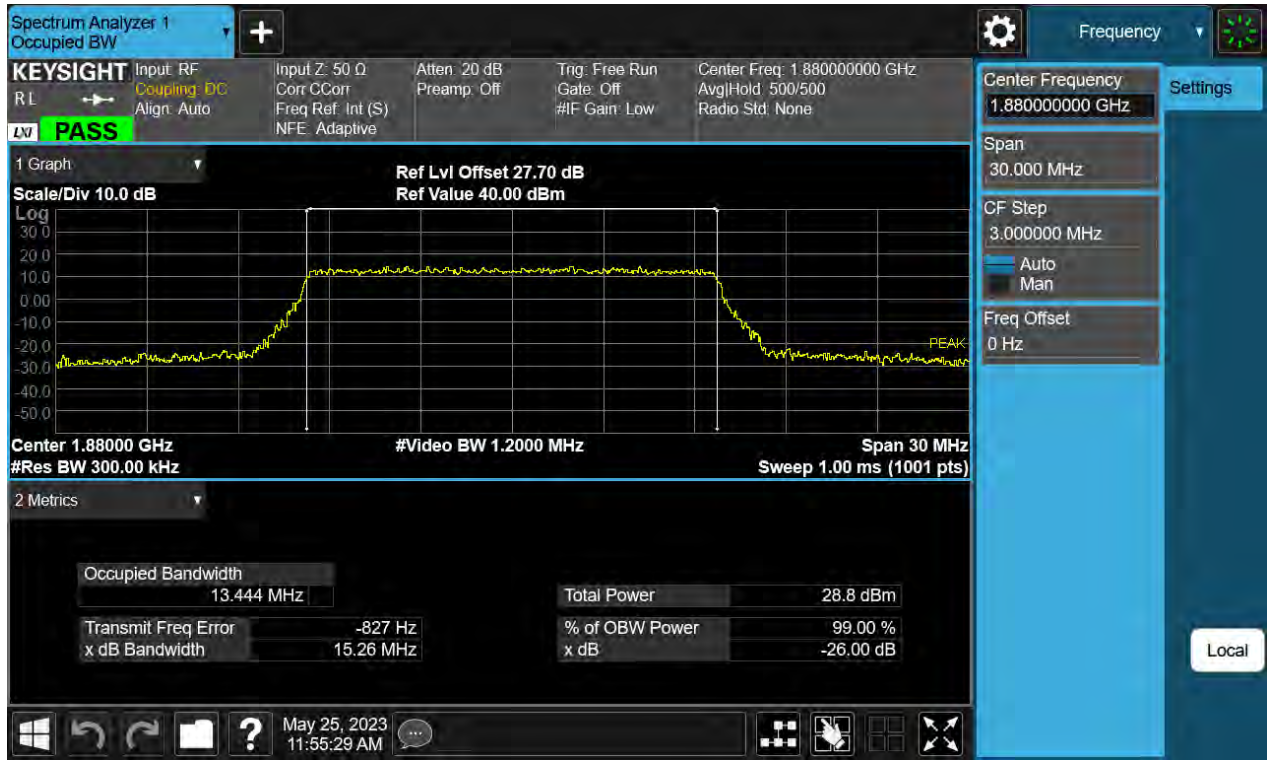 Spectrum Analyzer 1
Occupied BW
+
Frequency
KEYSIGHT
RL
LXI
PASS
Input: RF
Coupling: DC
Align: Auto
Input Z: 50 Ω
Corr CCorr
Freq Ref: Int (S)
NFE: Adaptive
Atten: 20 dB
Preamp: Off
Trig: Free Run
Gate: Off
#IF Gain: Low
Center Freq: 1.880000000 GHz
Avg|Hold: 500/500
Radio Std: None
Center Frequency
1.880000000 GHz
Settings
Span
30.000 MHz
CF Step
3.000000 MHz
Auto
Man
Freq Offset
0 Hz
1 Graph
Scale/Div 10.0 dB
Ref Lvl Offset 27.70 dB
Ref Value 40.00 dBm
Log
30.0
20.0
10.0
0.00
-10.0
-20.0
-30.0
-40.0
-50.0
PEAK
Center 1.88000 GHz
#Video BW 1.2000 MHz
Span 30 MHz
#Res BW 300.00 kHz
Sweep 1.00 ms (1001 pts)
2 Metrics
Occupied Bandwidth
13.444 MHz
Total Power 28.8 dBm
Transmit Freq Error -827 Hz
% of OBW Power 99.00 %
x dB Bandwidth 15.26 MHz
x dB -26.00 dB
Local
?
May 25, 2023
11:55:29 AM